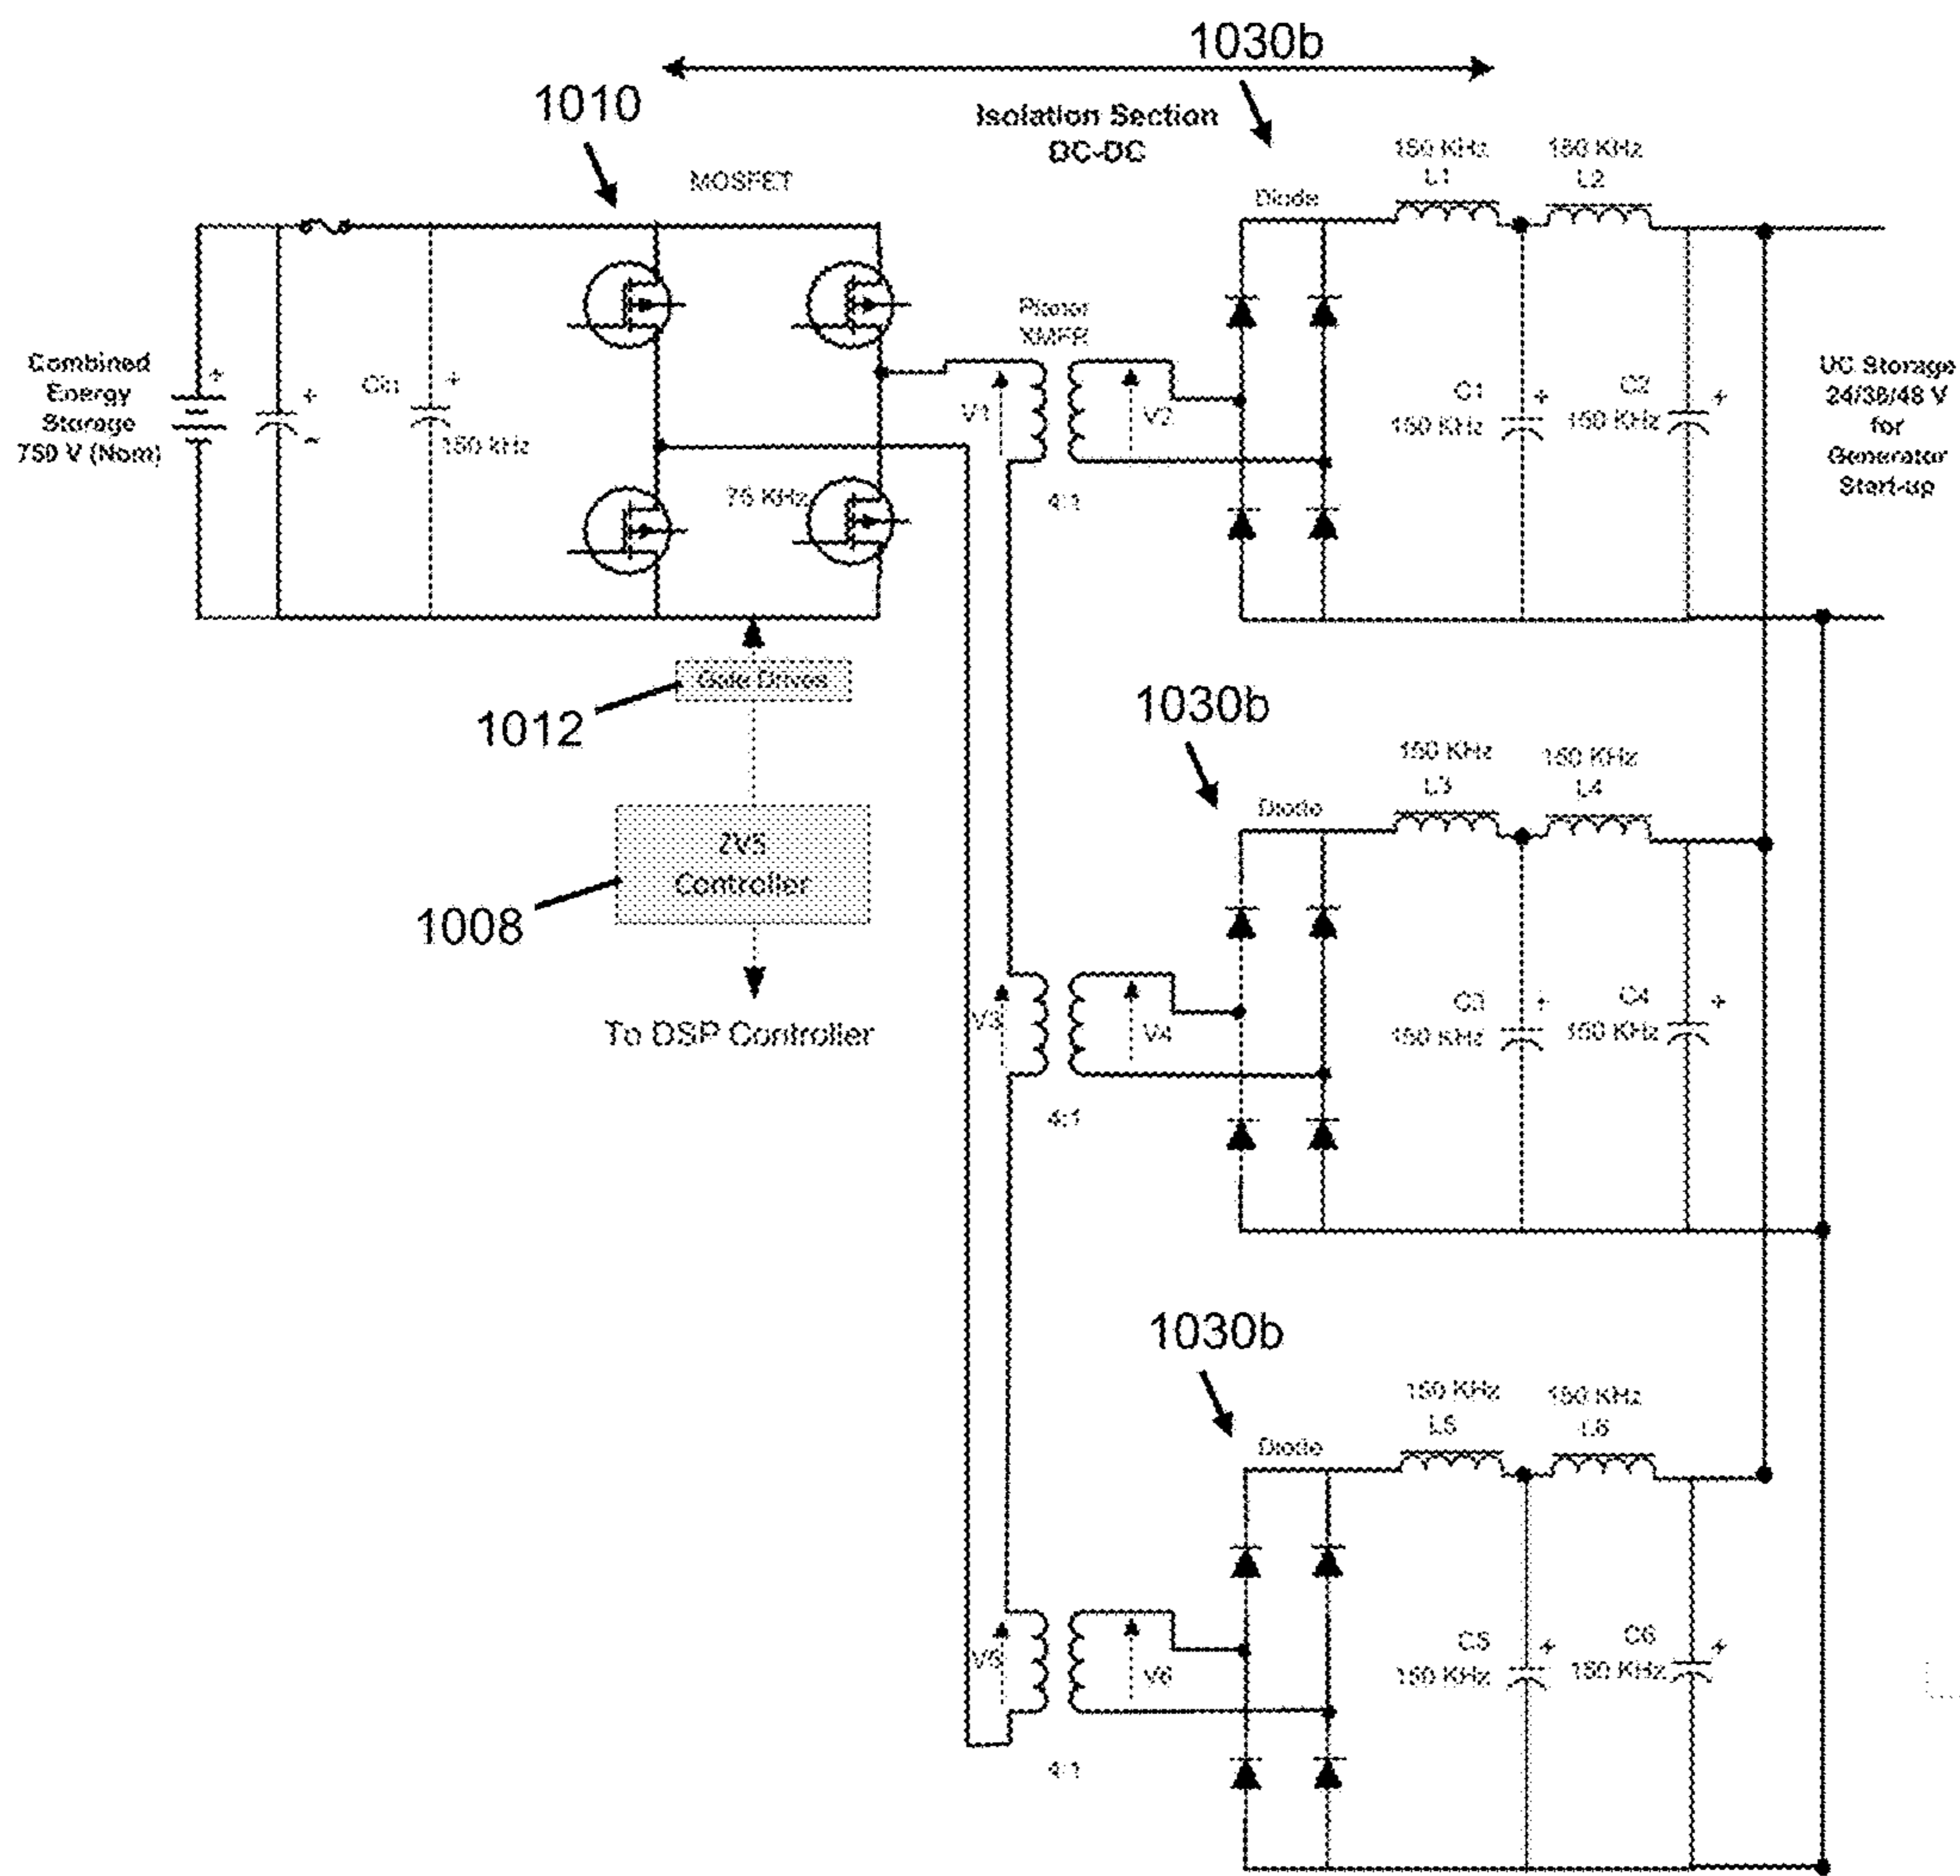 1030b
1010
Isolation Section
DC-DC
MOSFET
150 KHz
L1
150 KHz
L2
Diode
Combined
Energy
Storage
750 V (Nom)
+
+
-
Cin
+
150 kHz
Planar
XMFR
V1
V2
4:1
75 KHz
C1
+
150 KHz
C2
+
150 KHz
UC Storage
24/36/48 V
for
Generator
Start-up
Gate Drives
1012
ZVS
Controller
1008
To DSP Controller
1030b
150 KHz
L3
150 KHz
L4
Diode
V3
V4
4:1
C3
+
150 KHz
C4
+
150 KHz
1030b
150 KHz
L5
150 KHz
L6
Diode
V5
V6
4:1
C5
+
150 KHz
C6
+
150 KHz